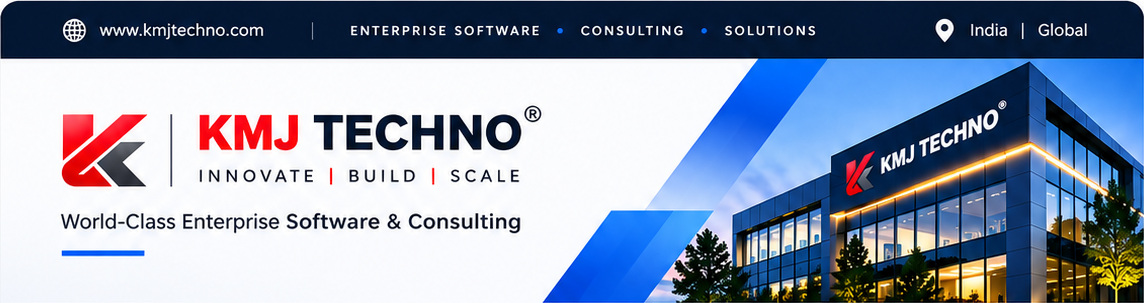 www.kmjtechno.com | ENTERPRISE SOFTWARE • CONSULTING • SOLUTIONS India | Global
KMJ TECHNO®
INNOVATE | BUILD | SCALE
World-Class Enterprise Software & Consulting
KMJ TECHNO®